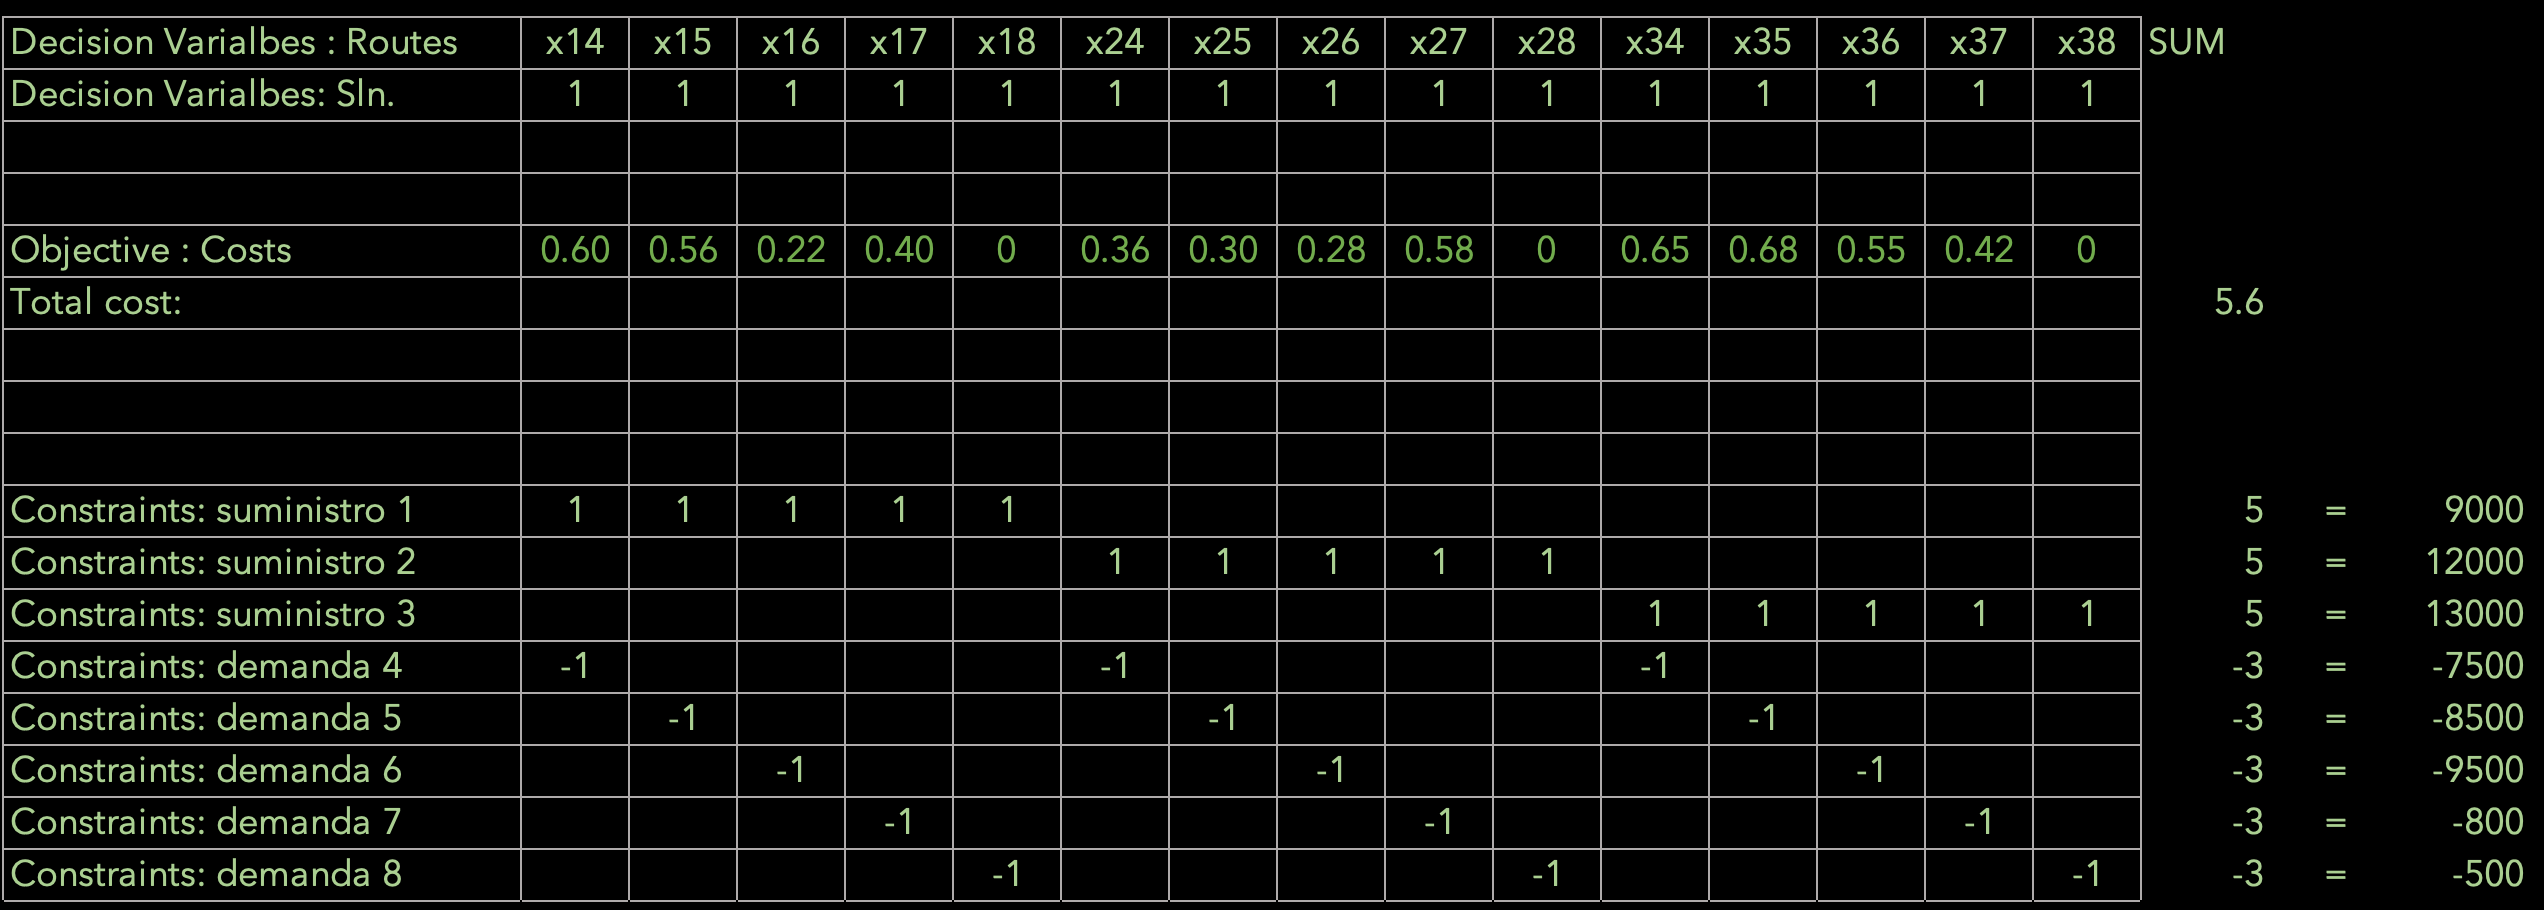 Decision Varialbes : Routes x14 x15 x16 x17 x18 x24 x25 x26 x27 x28 x34 x35 x36 x37 x38 SUM
Decision Varialbes: Sln. 1 1 1 1 1 1 1 1 1 1 1 1 1 1 1
Objective : Costs 0.60 0.56 0.22 0.40 0 0.36 0.30 0.28 0.58 0 0.65 0.68 0.55 0.42 0
Total cost: 5.6
Constraints: suministro 1 1 1 1 1 1 5 = 9000
Constraints: suministro 2 1 1 1 1 1 5 = 12000
Constraints: suministro 3 1 1 1 1 1 5 = 13000
Constraints: demanda 4 -1 -1 -1 -3 = -7500
Constraints: demanda 5 -1 -1 -1 -3 = -8500
Constraints: demanda 6 -1 -1 -1 -3 = -9500
Constraints: demanda 7 -1 -1 -1 -3 = -800
Constraints: demanda 8 -1 -1 -1 -3 = -500